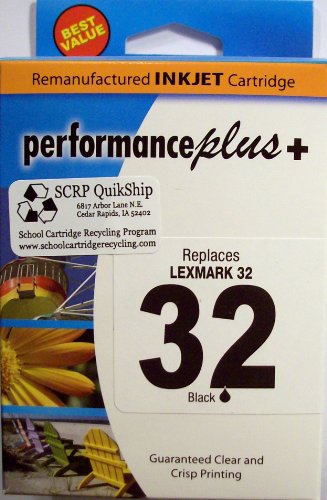 BEST
VALUE
Remanufactured INKJET Cartridge
performanceplus+
SCRP QuikShip
6817 Arbor Lane N.E.
Cedar Rapids, IA 52402
School Cartridge Recycling Program
www.schoolcartridgerecycling.com
Replaces
LEXMARK 32
32
Black
Guaranteed Clear and
Crisp Printing